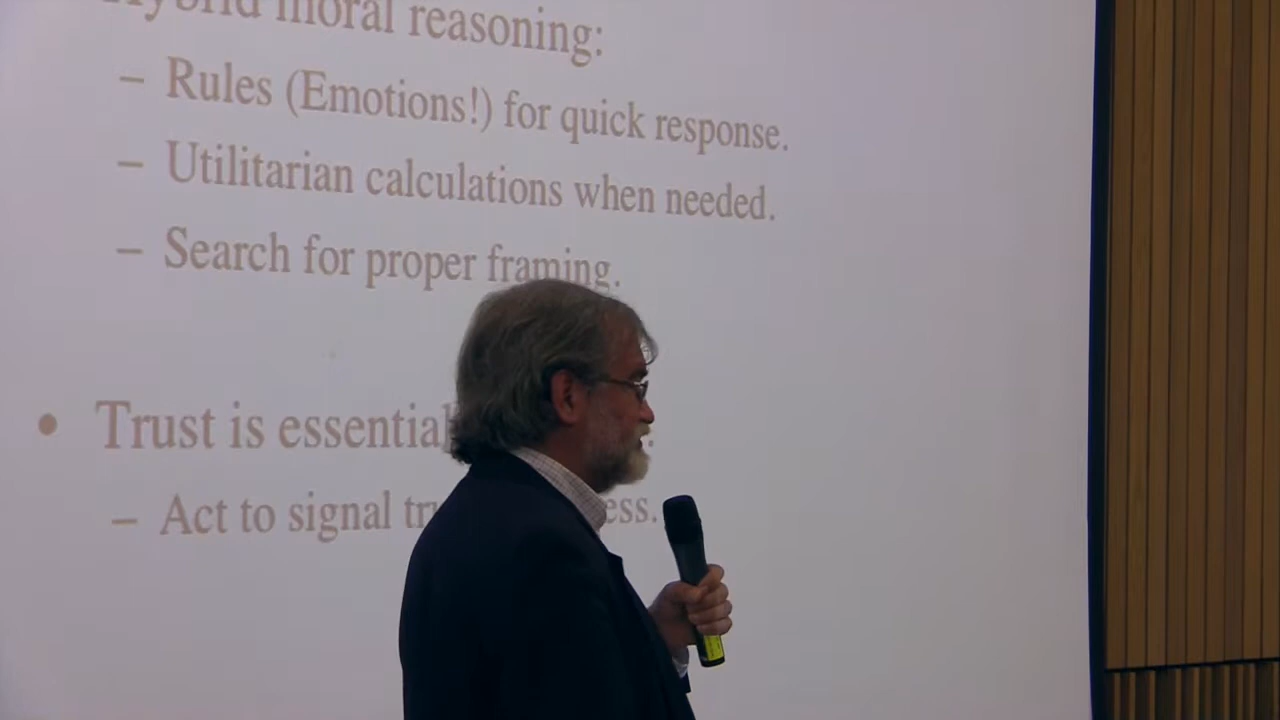 moral reasoning:
– Rules (Emotions!) for quick response.
– Utilitarian calculations when needed.
– Search for proper framing.
• Trust is essential
– Act to signal